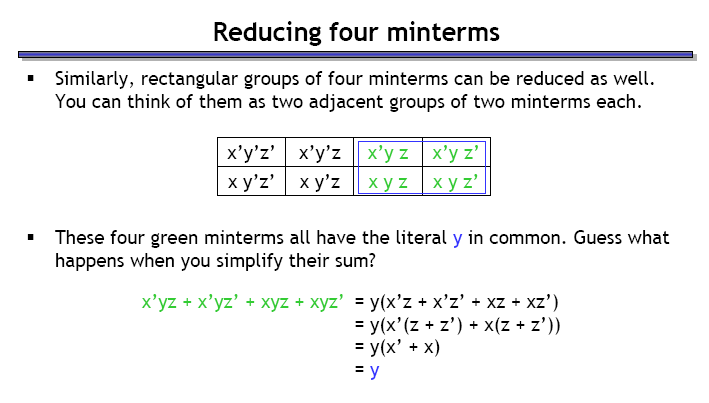 Reducing four minterms
▪ Similarly, rectangular groups of four minterms can be reduced as well.
You can think of them as two adjacent groups of two minterms each.
x’y’z’ x’y’z x’y z x’y z’
x y’z’ x y’z x y z x y z’
▪ These four green minterms all have the literal y in common. Guess what
happens when you simplify their sum?
x’yz + x’yz’ + xyz + xyz’ = y(x’z + x’z’ + xz + xz’)
= y(x’(z + z’) + x(z + z’))
= y(x’ + x)
= y